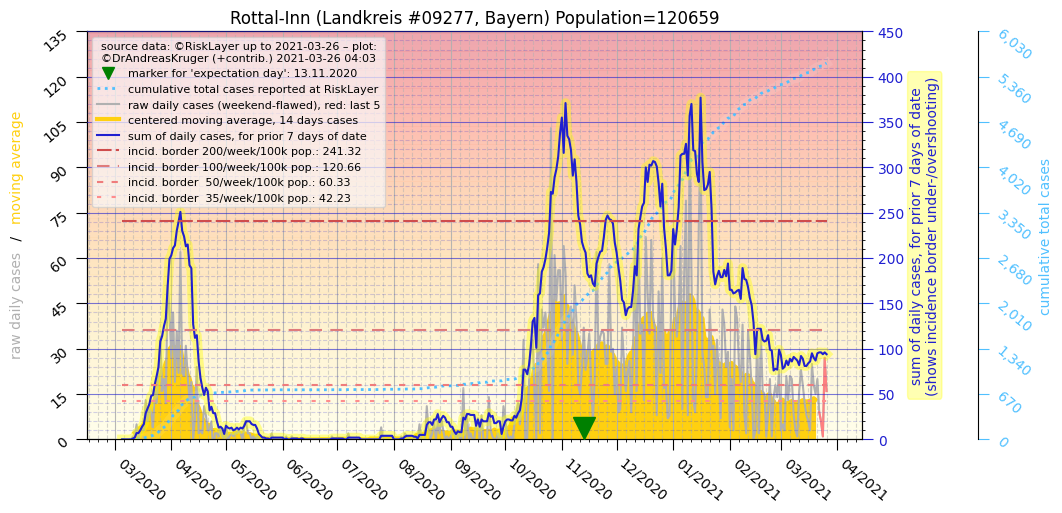 Rottal-Inn (Landkreis #09277, Bayern) Population=120659
source data: ©RiskLayer up to 2021-03-26 – plot:
©DrAndreasKruger (+contrib.) 2021-03-26 04:03
marker for 'expectation day': 13.11.2020
cumulative total cases reported at RiskLayer
raw daily cases (weekend-flawed), red: last 5
centered moving average, 14 days cases
sum of daily cases, for prior 7 days of date
incid. border 200/week/100k pop.: 241.32
incid. border 100/week/100k pop.: 120.66
incid. border  50/week/100k pop.: 60.33
incid. border  35/week/100k pop.: 42.23
raw daily cases  /  moving average
135
120
105
90
75
60
45
30
15
0
03/2020
04/2020
05/2020
06/2020
07/2020
08/2020
09/2020
10/2020
11/2020
12/2020
01/2021
02/2021
03/2021
04/2021
450
400
350
300
250
200
150
100
50
0
sum of daily cases, for prior 7 days of date
(shows incidence border under-/overshooting)
6,030
5,360
4,690
4,020
3,350
2,680
2,010
1,340
670
0
cumulative total cases